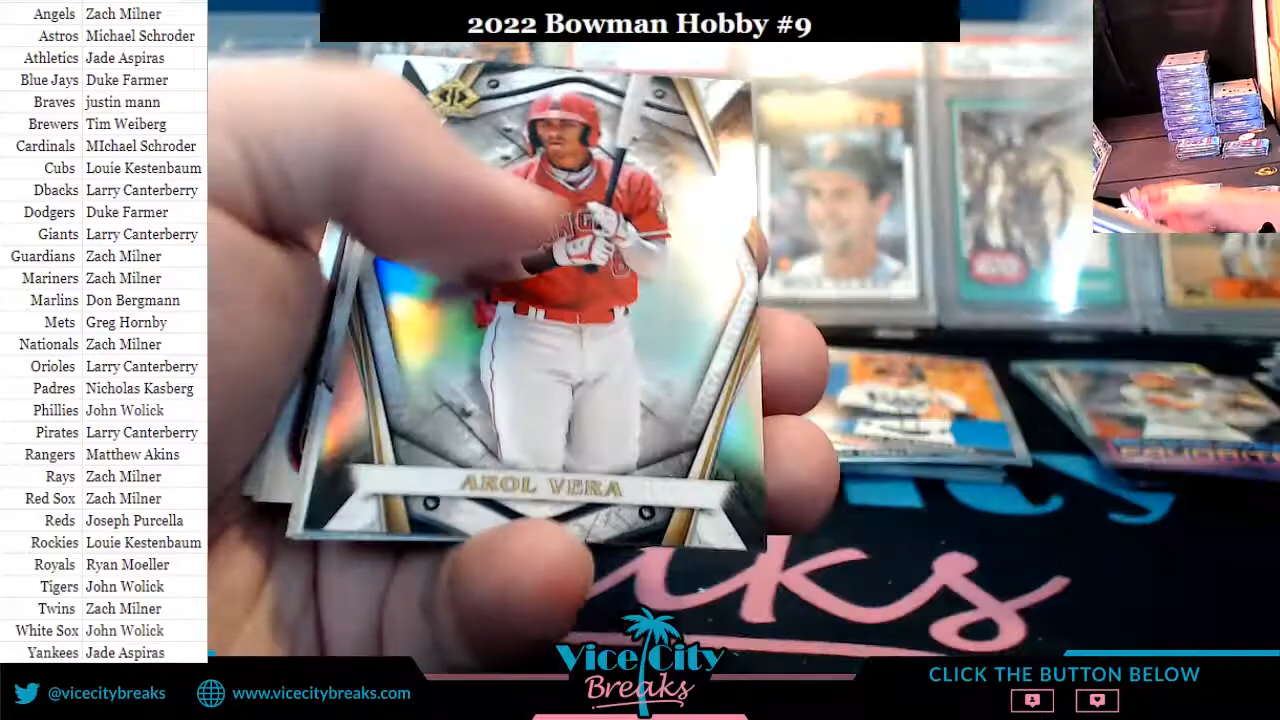 2022 Bowman Hobby #9
Angels Zach Milner
Astros Michael Schroder
Athletics Jade Aspiras
Blue Jays Duke Farmer
Braves justin mann
Brewers Tim Weiberg
Cardinals MIchael Schroder
Cubs Louie Kestenbaum
Dbacks Larry Canterberry
Dodgers Duke Farmer
Giants Larry Canterberry
Guardians Zach Milner
Mariners Zach Milner
Marlins Don Bergmann
Mets Greg Hornby
Nationals Zach Milner
Orioles Larry Canterberry
Padres Nicholas Kasberg
Phillies John Wolick
Pirates Larry Canterberry
Rangers Matthew Akins
Rays Zach Milner
Red Sox Zach Milner
Reds Joseph Purcella
Rockies Louie Kestenbaum
Royals Ryan Moeller
Tigers John Wolick
Twins Zach Milner
White Sox John Wolick
Yankees Jade Aspiras
AROL VERA
@vicecitybreaks
www.vicecitybreaks.com
Vice City
Breaks
CLICK THE BUTTON BELOW